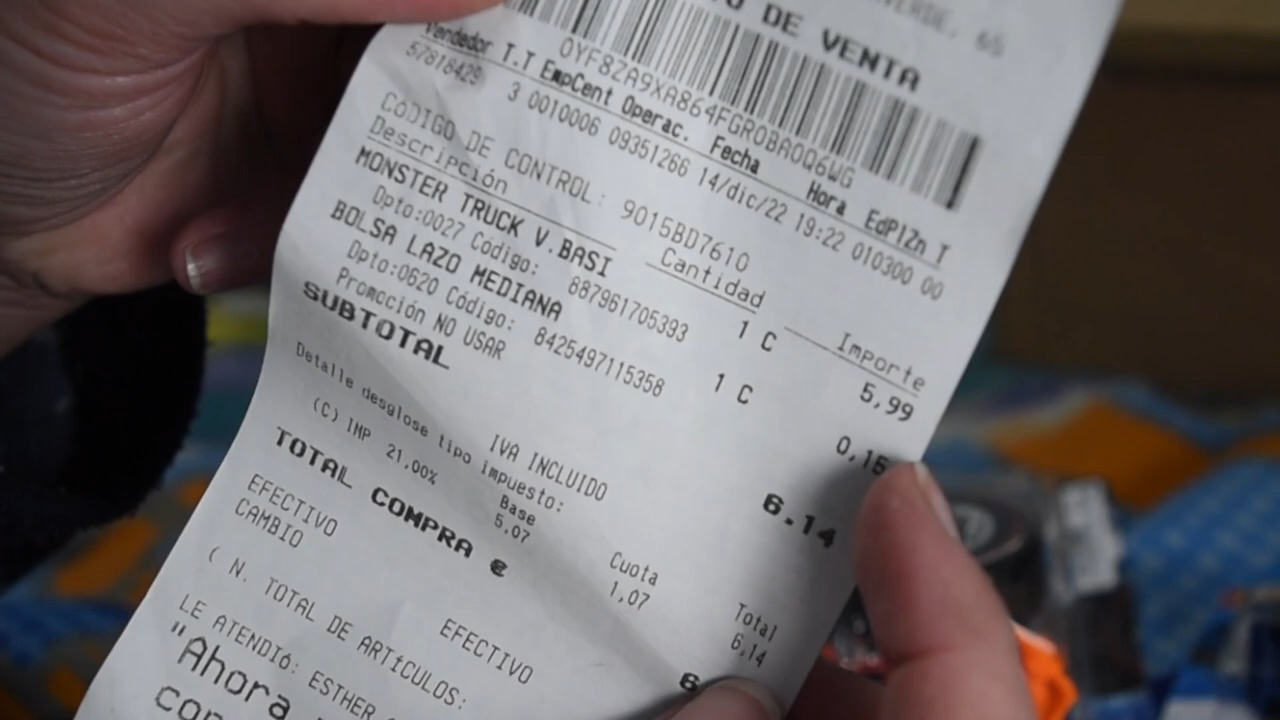 DE VENTA
OYF8ZA9XA864FGROBAOQ6WG
Vendedor T.T EmpCent Operac. Fecha Hora EdPlZn T
57818429 3 0010006 09351266 14/dic/22 19:22 010300 00
CóDIGO DE CONTROL: 9015BD7610
Descripción Cantidad Importe
MONSTER TRUCK V.BASI 1 C 5,99
Dpto:0027 Código: 887961705393
BOLSA LAZO MEDIANA 1 C 0,15
Dpto:0620 Código: 8425497115358
Promoción NO USAR
SUBTOTAL 6.14
IVA INCLUIDO
Detalle desglose tipo impuesto:
Base Cuota Total
(C) IMP 21,00% 5,07 1,07 6,14
TOTAL COMPRA € 6
EFECTIVO EFECTIVO
CAMBIO
( N. TOTAL DE ARTíCULOS:
LE ATENDIó: ESTHER
"Ahora